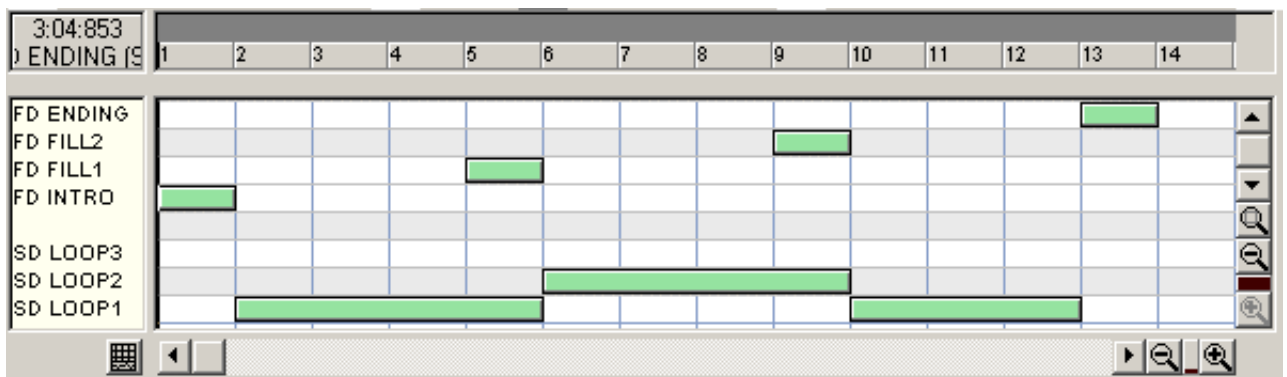 3:04:853
) ENDING (S
1 2 3 4 5 6 7 8 9 10 11 12 13 14
FD ENDING
FD FILL2
FD FILL1
FD INTRO
SD LOOP3
SD LOOP2
SD LOOP1